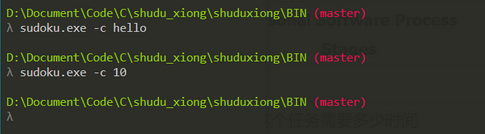 D:\Document\Code\C\shudu_xiong\shuduxiong\BIN (master)
λ sudoku.exe -c hello
D:\Document\Code\C\shudu_xiong\shuduxiong\BIN (master)
λ sudoku.exe -c 10
D:\Document\Code\C\shudu_xiong\shuduxiong\BIN (master)
λ